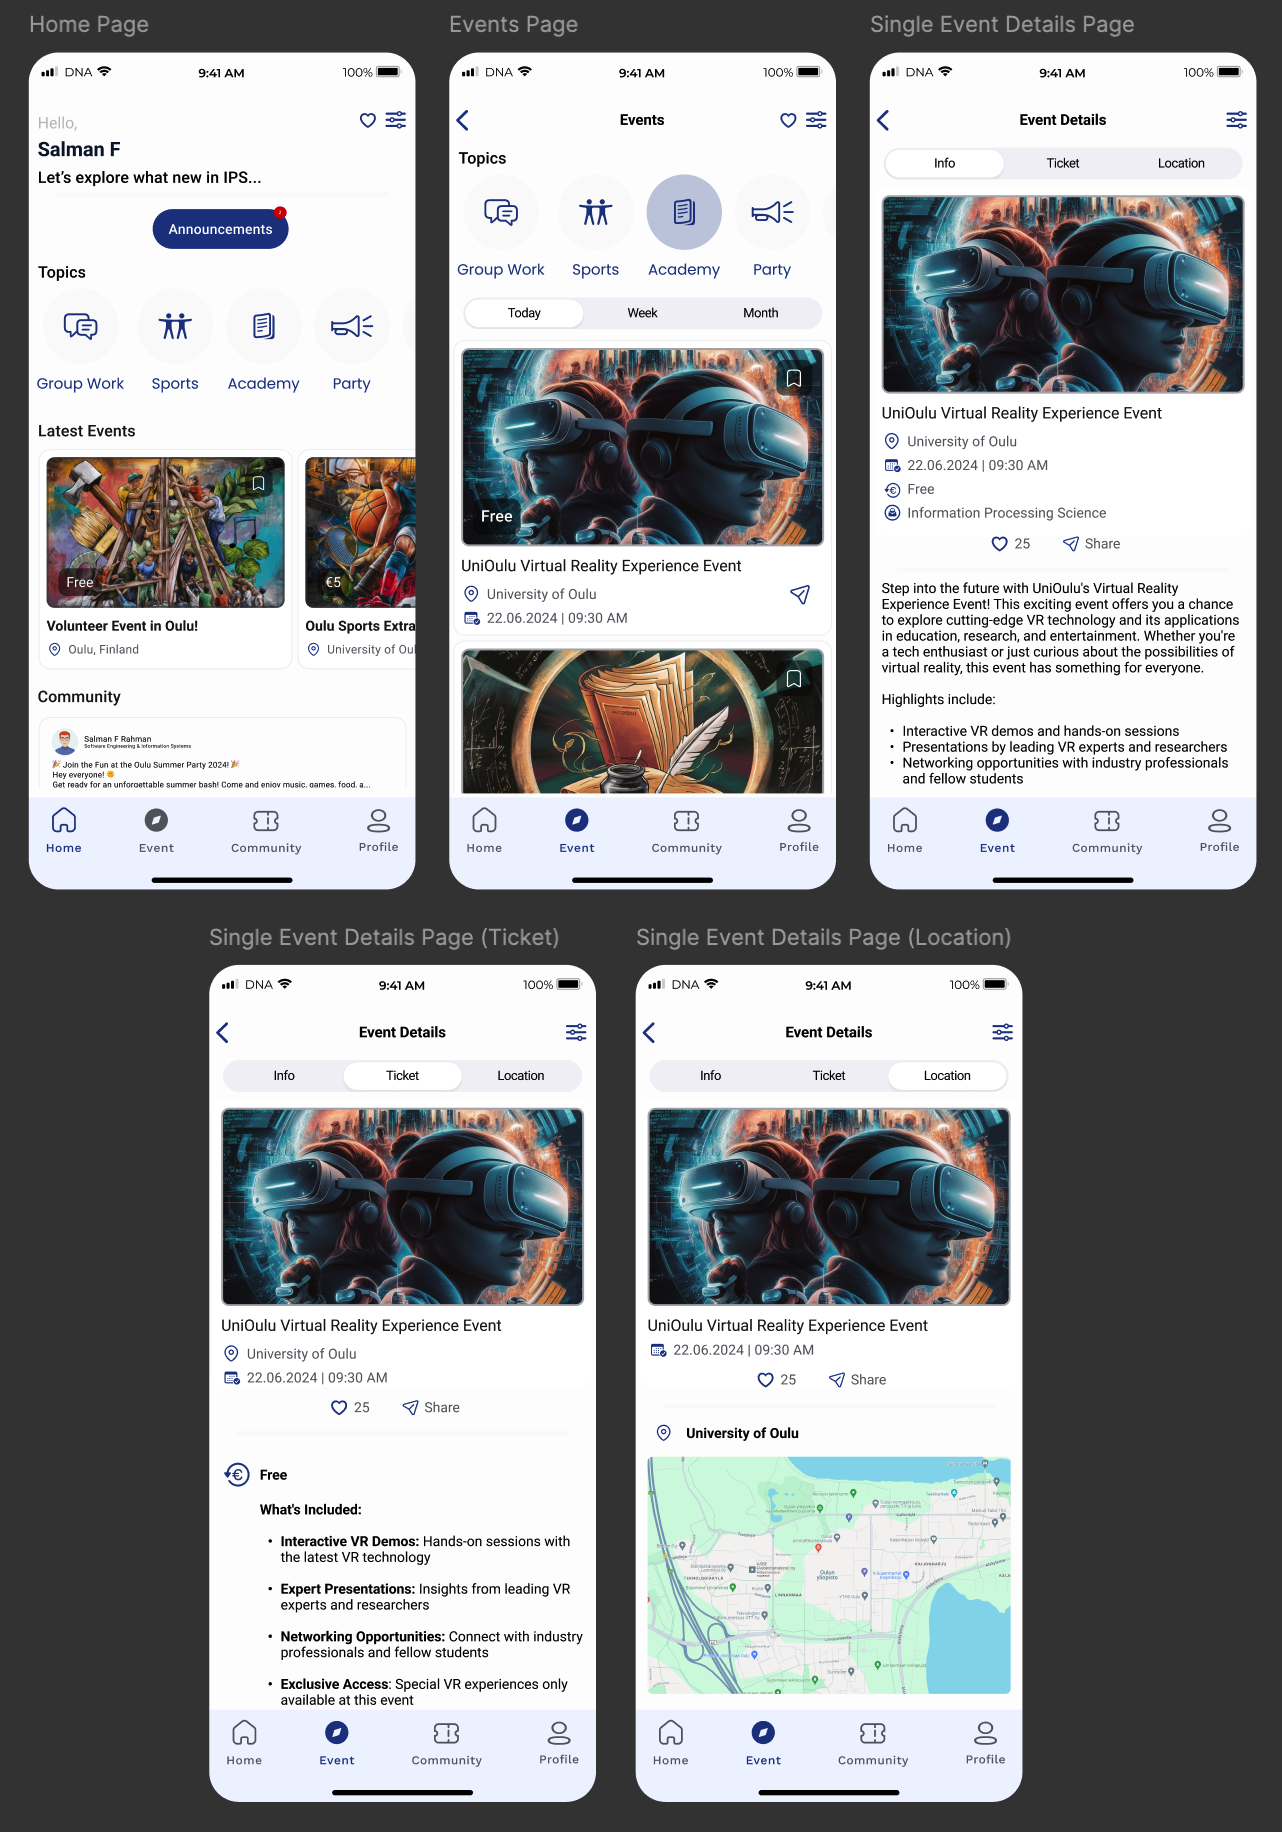 Home Page
DNA
9:41 AM
100%
Hello,
Salman F
Let's explore what new in IPS...
Announcements
Topics
Group Work
Sports
Academy
Party
Latest Events
Free
Volunteer Event in Oulu!
Oulu, Finland
€5
Oulu Sports Extra
University of Oul
Community
Salman F Rahman
Software Engineering & Information Systems
🎉 Join the Fun at the Oulu Summer Party 2024! 🎉
Hey everyone! 😊
Get ready for an unforgettable summer bash! Come and enjoy music, games, food, a...
Home
Event
Community
Profile
Events Page
DNA
9:41 AM
100%
Events
Topics
Group Work
Sports
Academy
Party
Today
Week
Month
Free
UniOulu Virtual Reality Experience Event
University of Oulu
22.06.2024 | 09:30 AM
Home
Event
Community
Profile
Single Event Details Page
DNA
9:41 AM
100%
Event Details
Info
Ticket
Location
UniOulu Virtual Reality Experience Event
University of Oulu
22.06.2024 | 09:30 AM
Free
Information Processing Science
25
Share
Step into the future with UniOulu's Virtual Reality
Experience Event! This exciting event offers you a chance
to explore cutting-edge VR technology and its applications
in education, research, and entertainment. Whether you're
a tech enthusiast or just curious about the possibilities of
virtual reality, this event has something for everyone.
Highlights include:
• Interactive VR demos and hands-on sessions
• Presentations by leading VR experts and researchers
• Networking opportunities with industry professionals
and fellow students
Home
Event
Community
Profile
Single Event Details Page (Ticket)
DNA
9:41 AM
100%
Event Details
Info
Ticket
Location
UniOulu Virtual Reality Experience Event
University of Oulu
22.06.2024 | 09:30 AM
25
Share
Free
What's Included:
• Interactive VR Demos: Hands-on sessions with
the latest VR technology
• Expert Presentations: Insights from leading VR
experts and researchers
• Networking Opportunities: Connect with industry
professionals and fellow students
• Exclusive Access: Special VR experiences only
available at this event
Home
Event
Community
Profile
Single Event Details Page (Location)
DNA
9:41 AM
100%
Event Details
Info
Ticket
Location
UniOulu Virtual Reality Experience Event
22.06.2024 | 09:30 AM
25
Share
University of Oulu
Oulun
yliopisto
LINNANMAA
KAIJONHARJU
Home
Event
Community
Profile